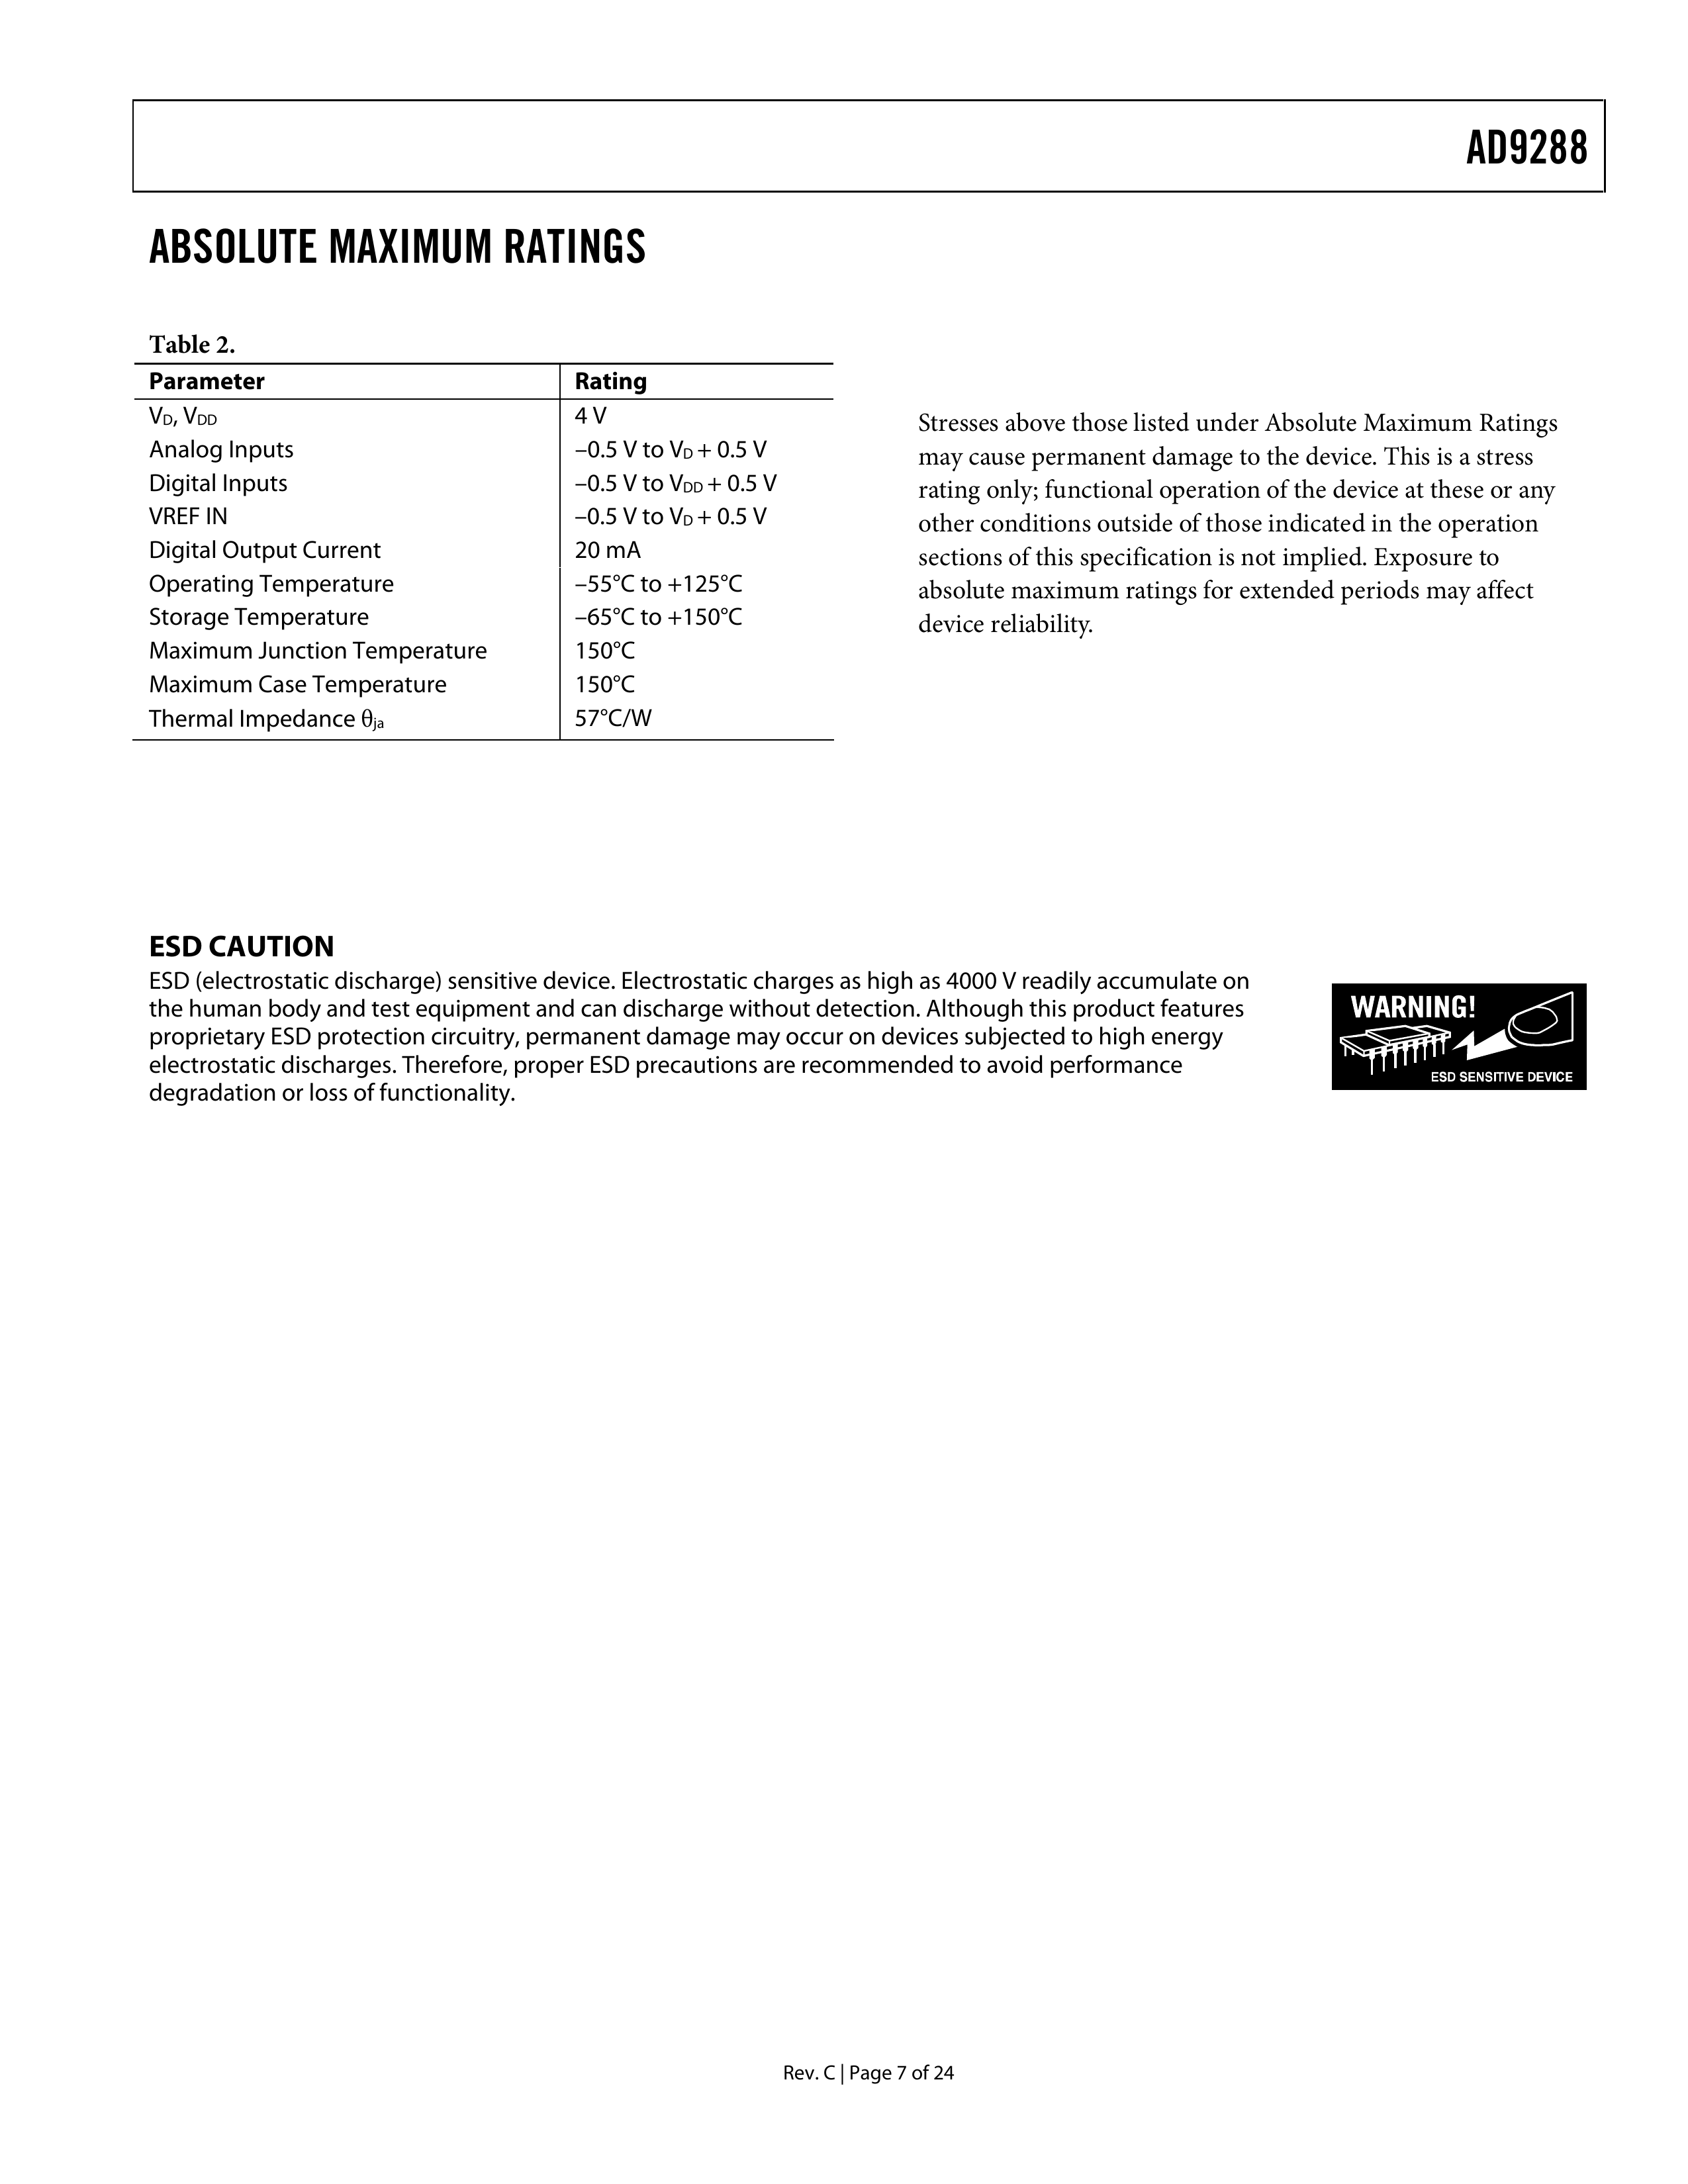 AD9288
ABSOLUTE MAXIMUM RATINGS
Table 2.
Parameter Rating
VD, VDD 4 V
Analog Inputs –0.5 V to VD + 0.5 V
Digital Inputs –0.5 V to VDD + 0.5 V
VREF IN –0.5 V to VD + 0.5 V
Digital Output Current 20 mA
Operating Temperature –55°C to +125°C
Storage Temperature –65°C to +150°C
Maximum Junction Temperature 150°C
Maximum Case Temperature 150°C
Thermal Impedance θja 57°C/W
Stresses above those listed under Absolute Maximum Ratings
may cause permanent damage to the device. This is a stress
rating only; functional operation of the device at these or any
other conditions outside of those indicated in the operation
sections of this specification is not implied. Exposure to
absolute maximum ratings for extended periods may affect
device reliability.
ESD CAUTION
ESD (electrostatic discharge) sensitive device. Electrostatic charges as high as 4000 V readily accumulate on
the human body and test equipment and can discharge without detection. Although this product features
proprietary ESD protection circuitry, permanent damage may occur on devices subjected to high energy
electrostatic discharges. Therefore, proper ESD precautions are recommended to avoid performance
degradation or loss of functionality.
WARNING!
ESD SENSITIVE DEVICE
Rev. C | Page 7 of 24